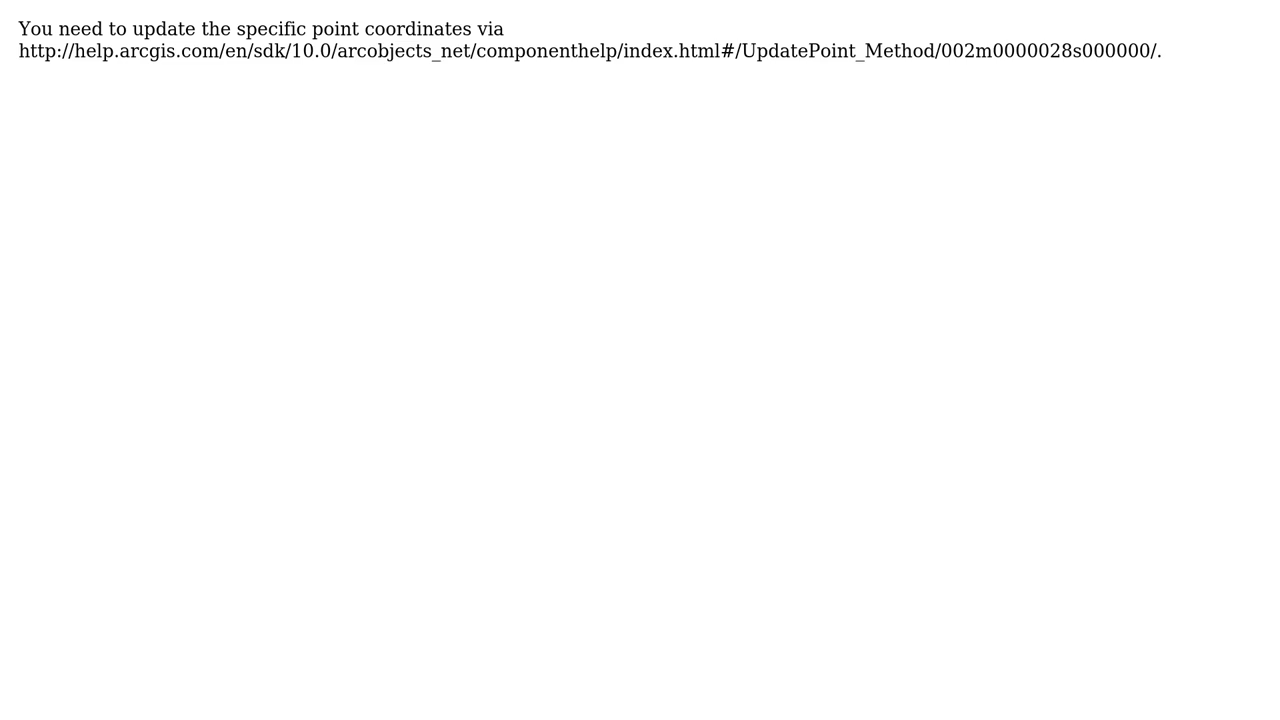 You need to update the specific point coordinates via
http://help.arcgis.com/en/sdk/10.0/arcobjects_net/componenthelp/index.html#/UpdatePoint_Method/002m0000028s000000/.